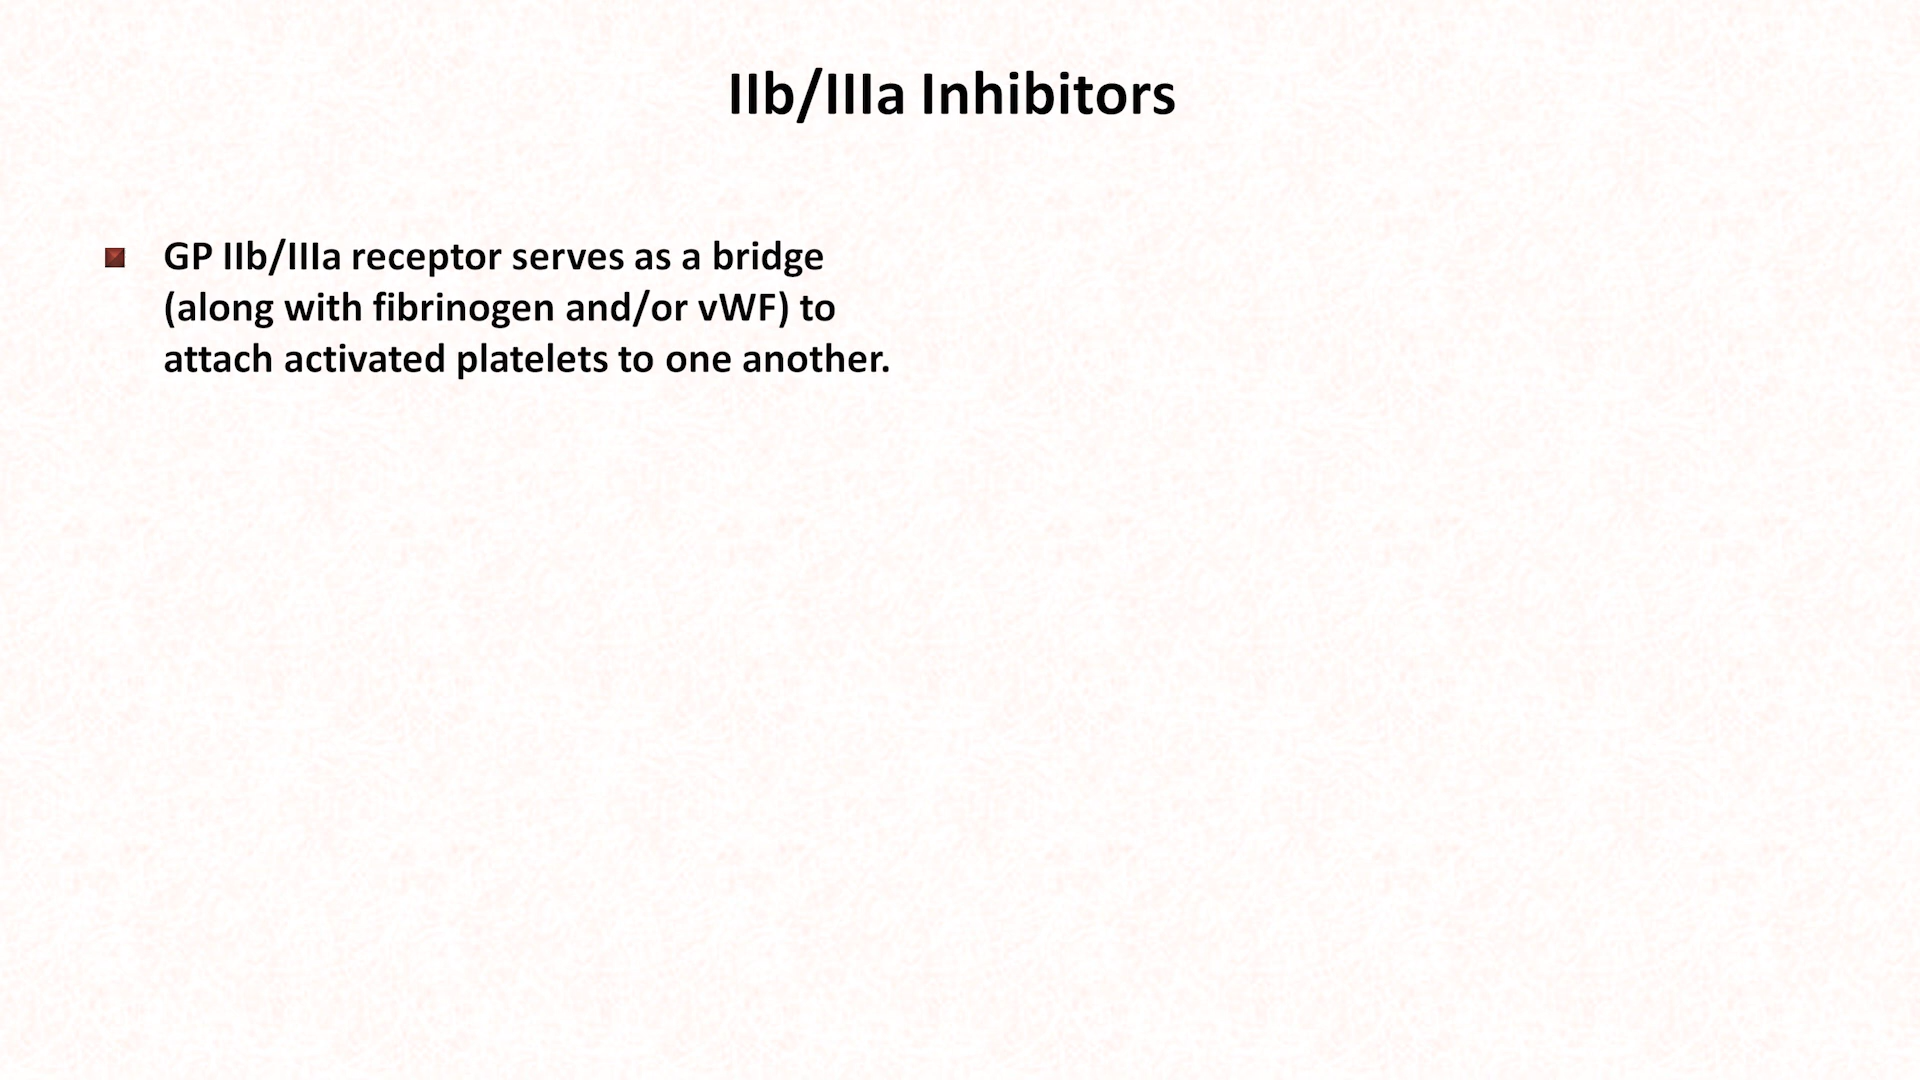 IIb/IIIa Inhibitors
GP IIb/IIIa receptor serves as a bridge
(along with fibrinogen and/or vWF) to
attach activated platelets to one another.